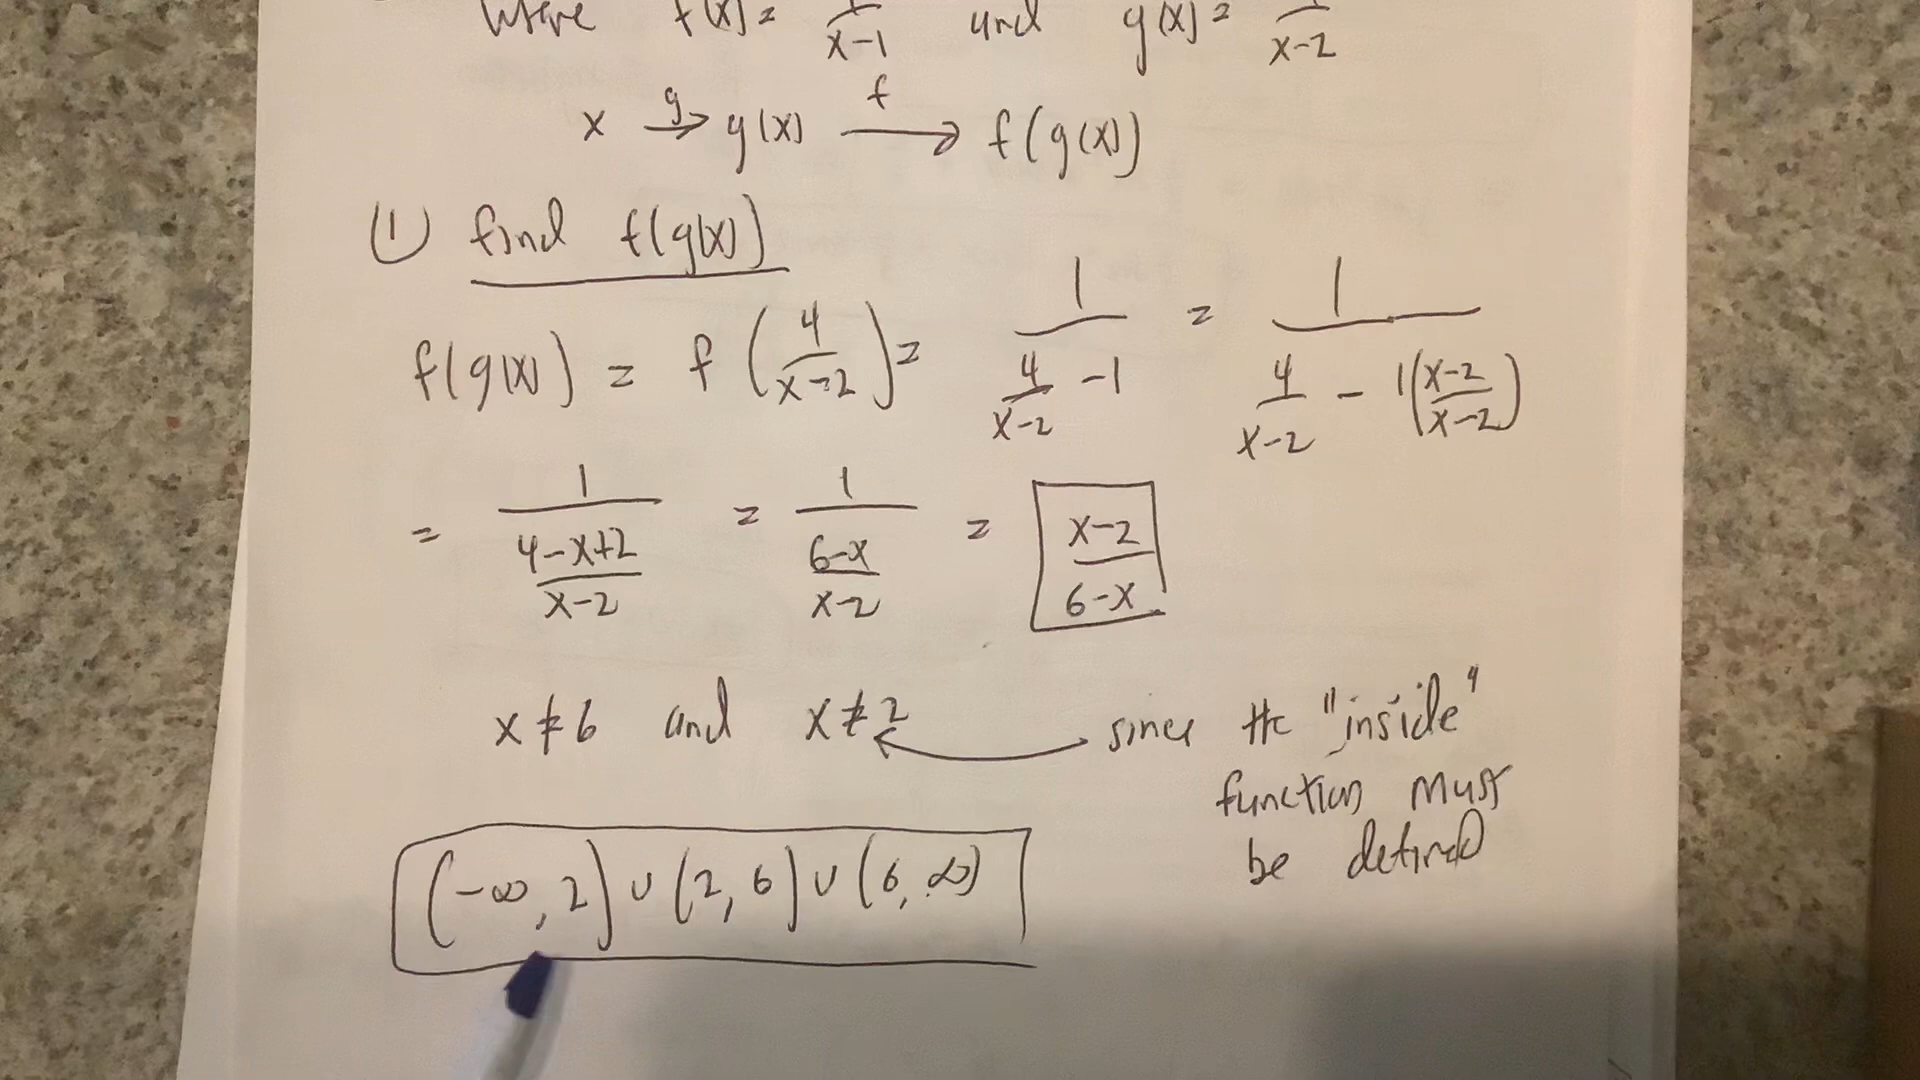 where f(x) = /x-1 and g(x) = /x-2
x →g g(x) →f f(g(x))
(1) find f(g(x))
f(g(x)) = f(4/(x-2)) = 1/(4/(x-2) - 1) = 1/(4/(x-2) - 1((x-2)/(x-2)))
= 1/((4-x+2)/(x-2)) = 1/((6-x)/(x-2)) = (x-2)/(6-x)
x ≠ 6 and x ≠ 2 since the "inside"
function must
be defined
(-∞, 2) ∪ (2, 6) ∪ (6, ∞)